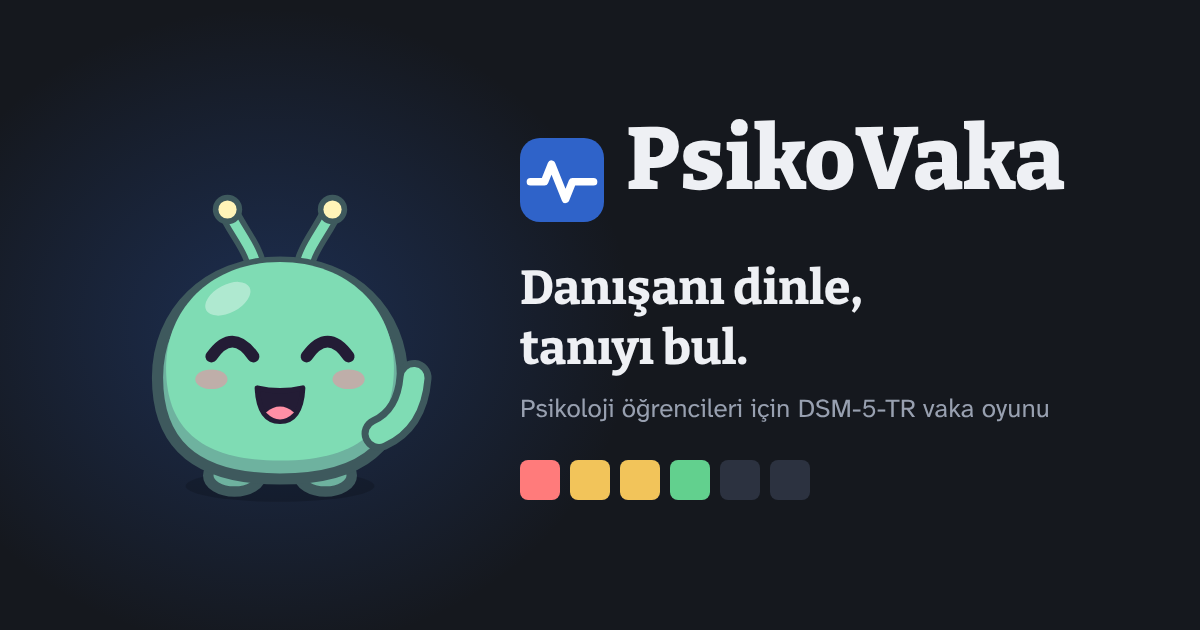 PsikoVaka
Danışanı dinle,
tanıyı bul.
Psikoloji öğrencileri için DSM-5-TR vaka oyunu